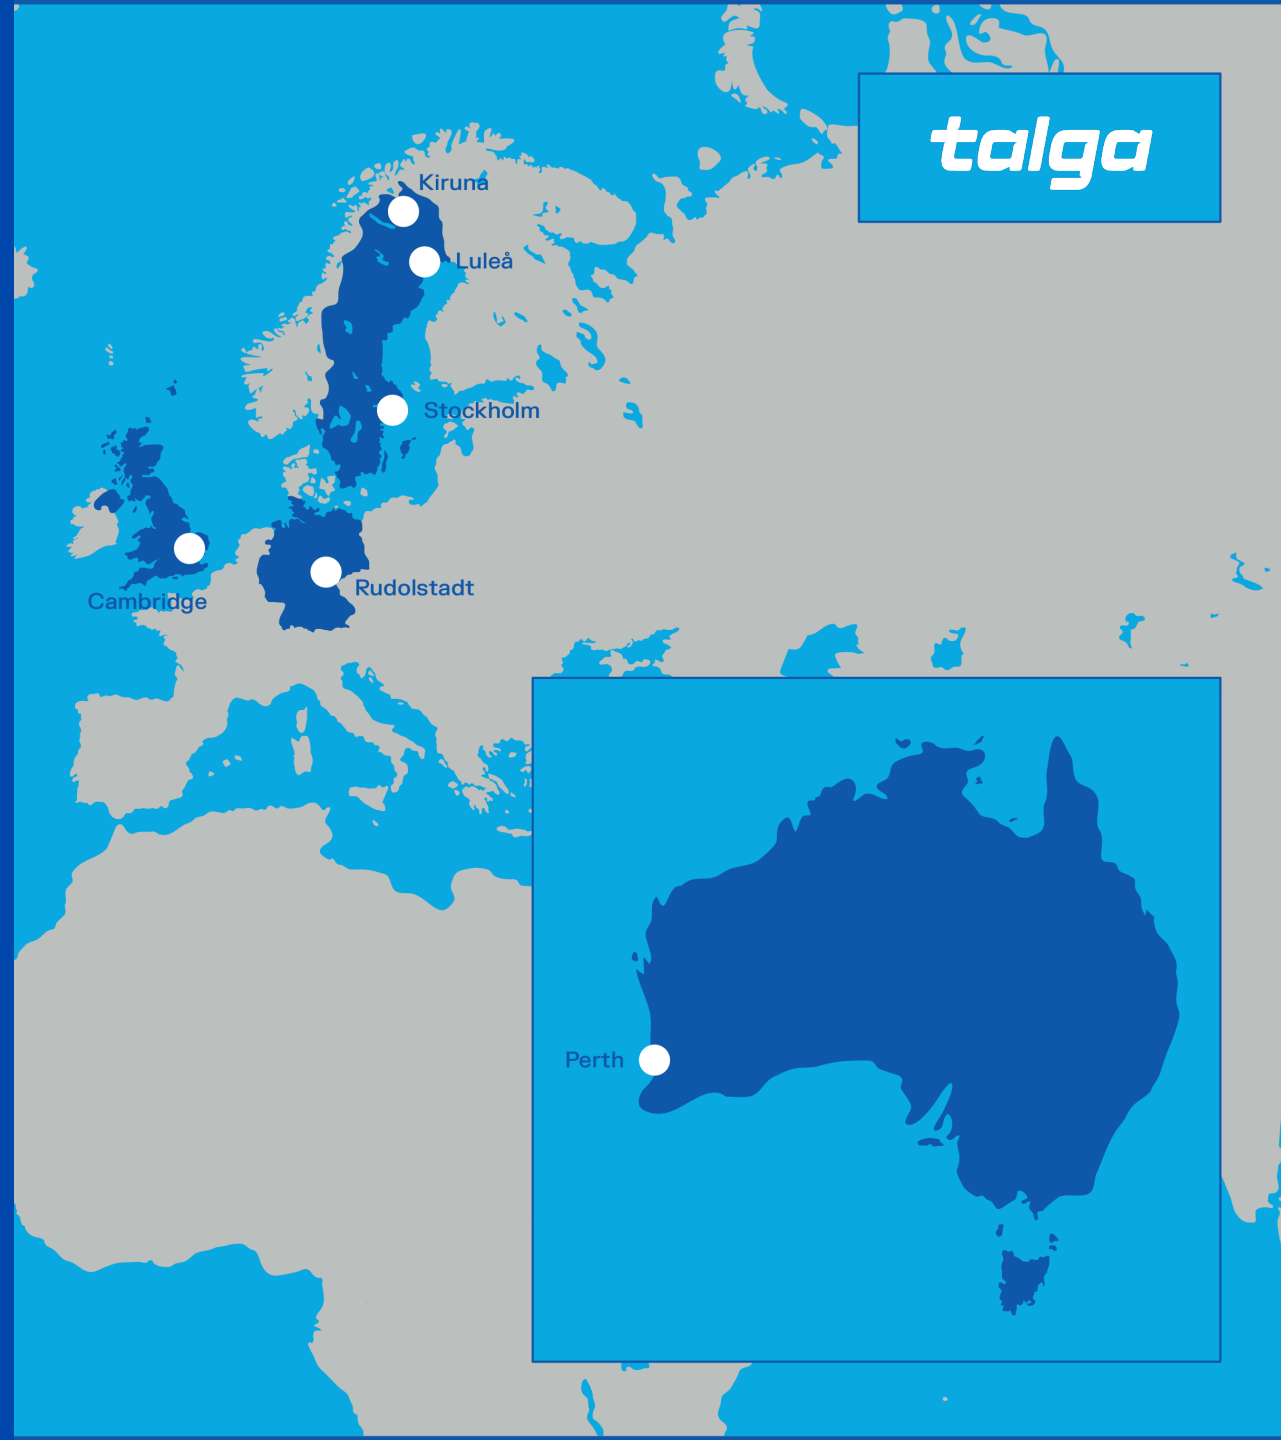 talga
Kiruna
Luleå
Stockholm
Rudolstadt
Cambridge
Perth